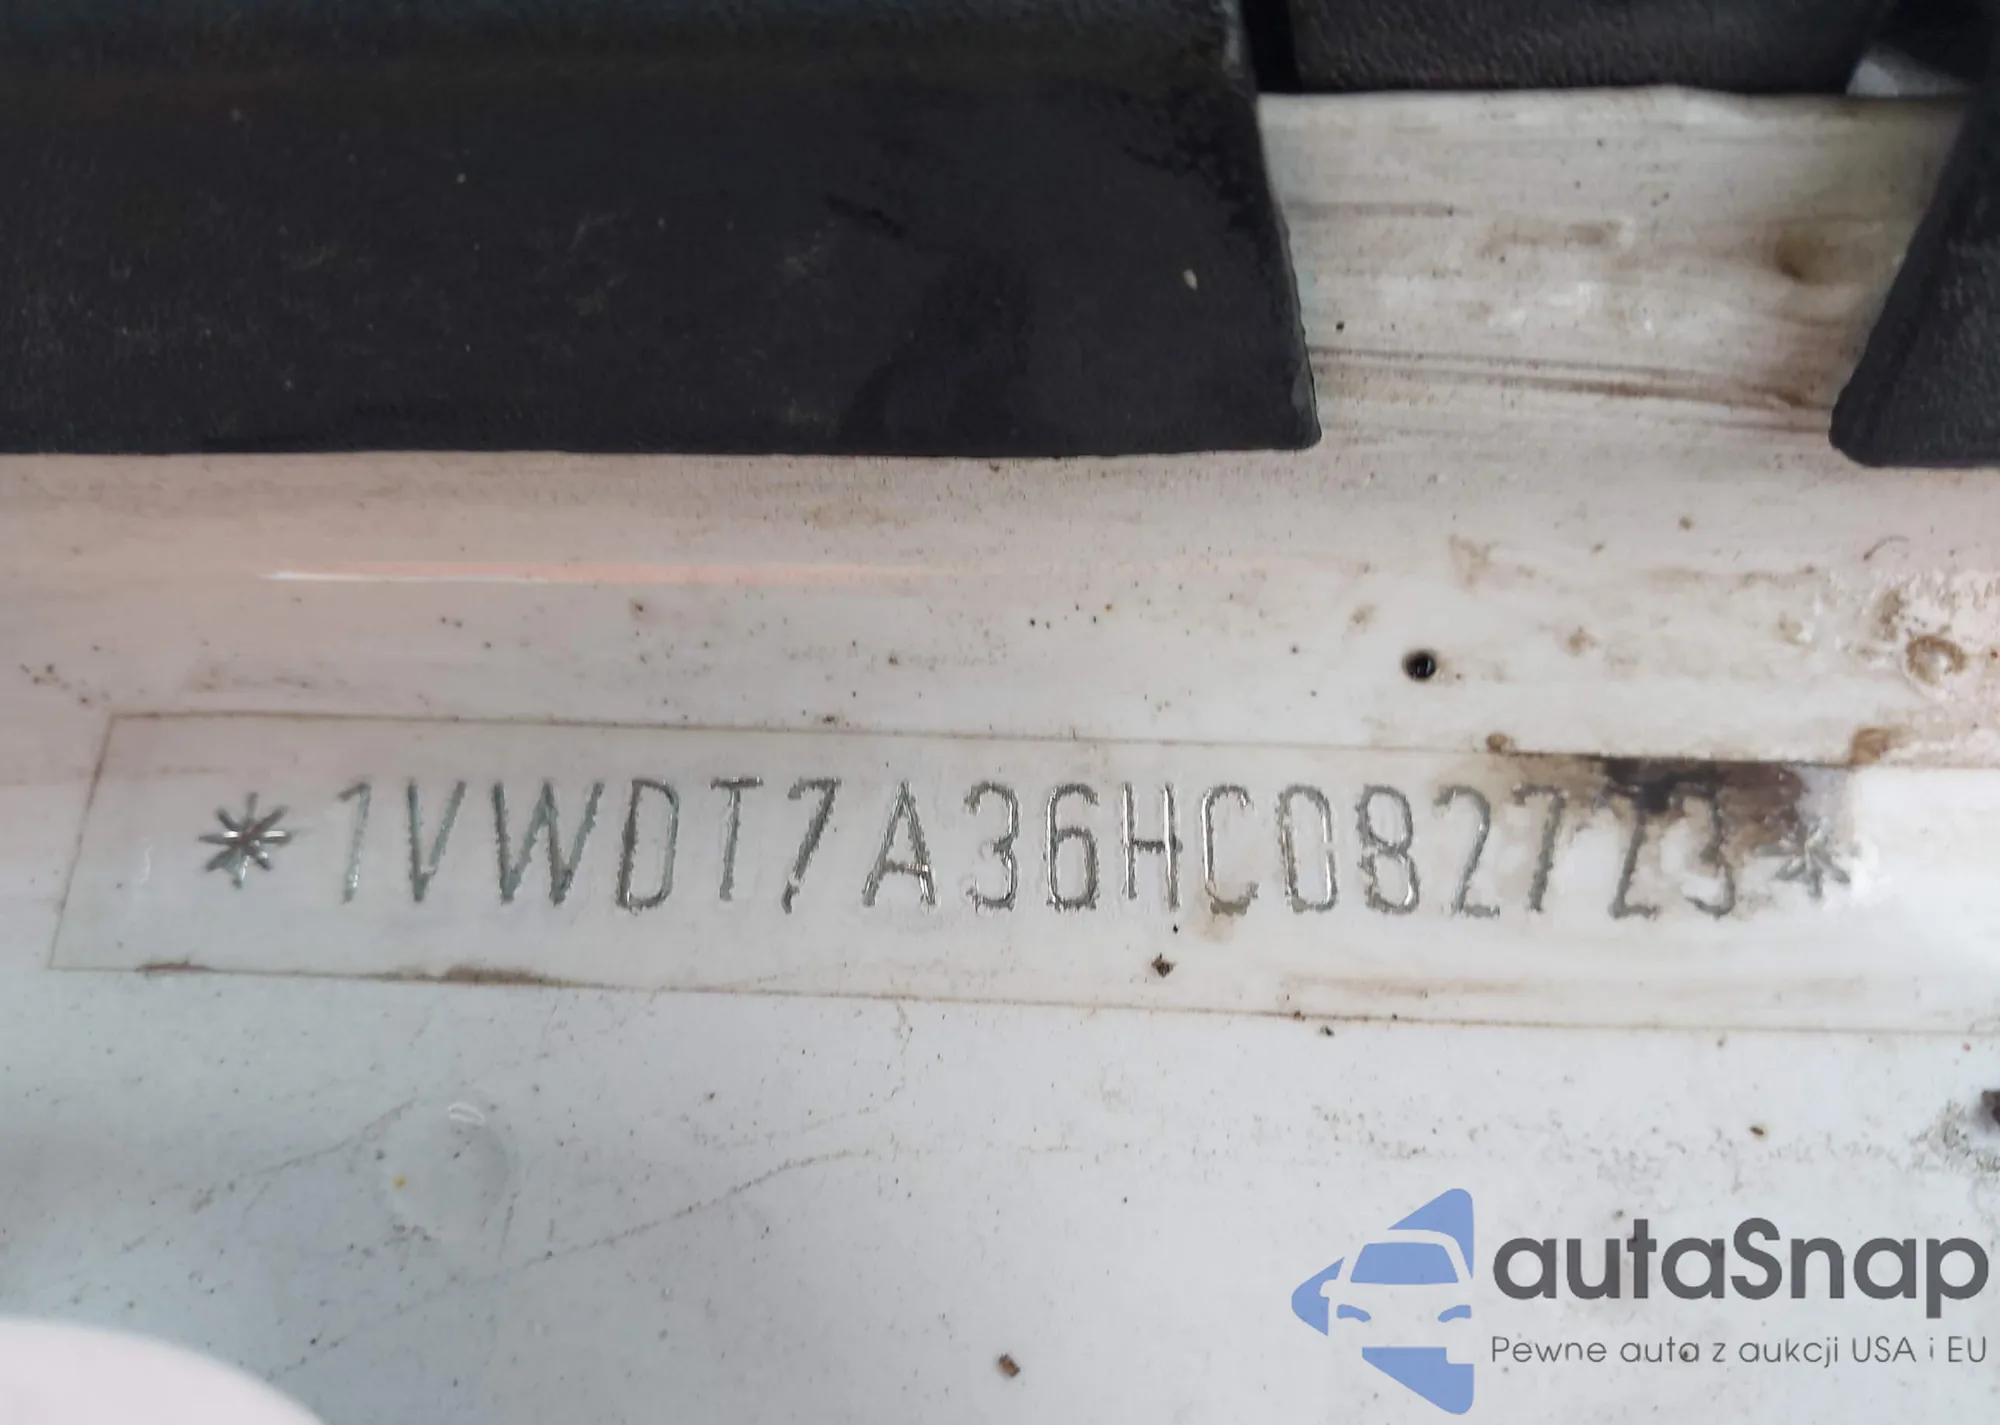 *1VWDT7A36HC082723*
autaSnap
Pewne auta z aukcji USA i EU